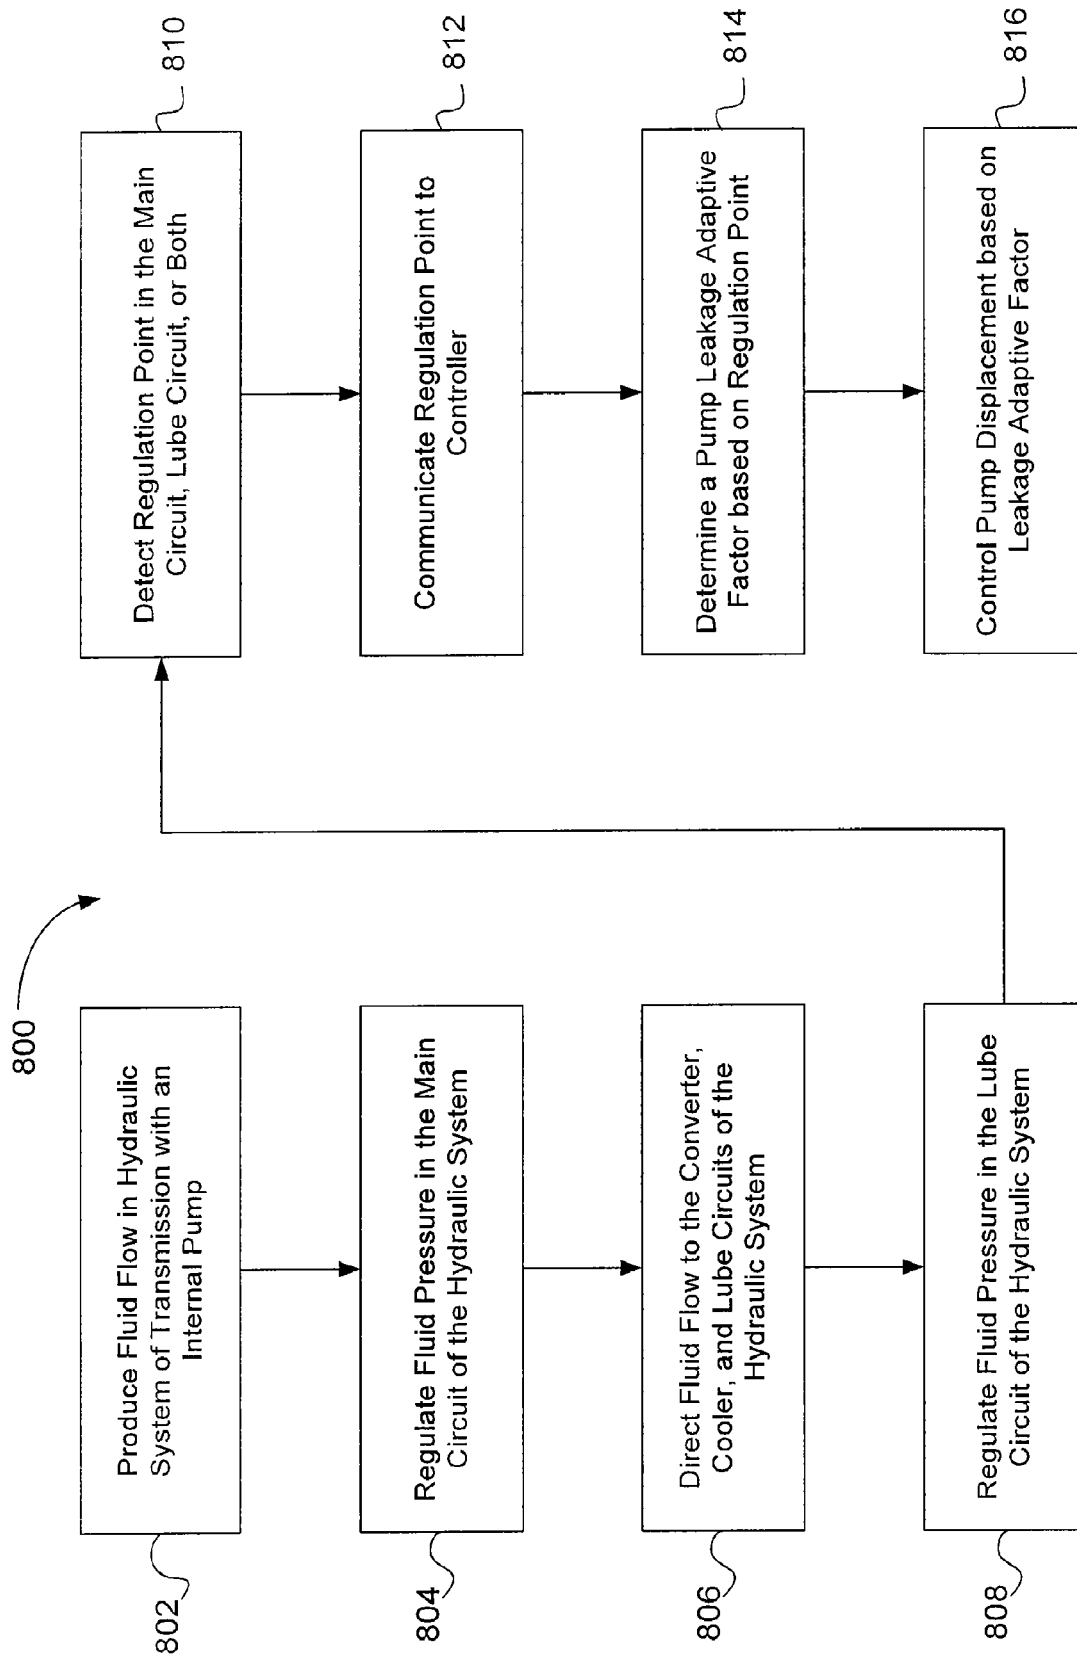 800
802
Produce Fluid Flow in Hydraulic
System of Transmission with an
Internal Pump
804
Regulate Fluid Pressure in the Main
Circuit of the Hydraulic System
806
Direct Fluid Flow to the Converter,
Cooler, and Lube Circuits of the
Hydraulic System
808
Regulate Fluid Pressure in the Lube
Circuit of the Hydraulic System
810
Detect Regulation Point in the Main
Circuit, Lube Circuit, or Both
812
Communicate Regulation Point to
Controller
814
Determine a Pump Leakage Adaptive
Factor based on Regulation Point
816
Control Pump Displacement based on
Leakage Adaptive Factor